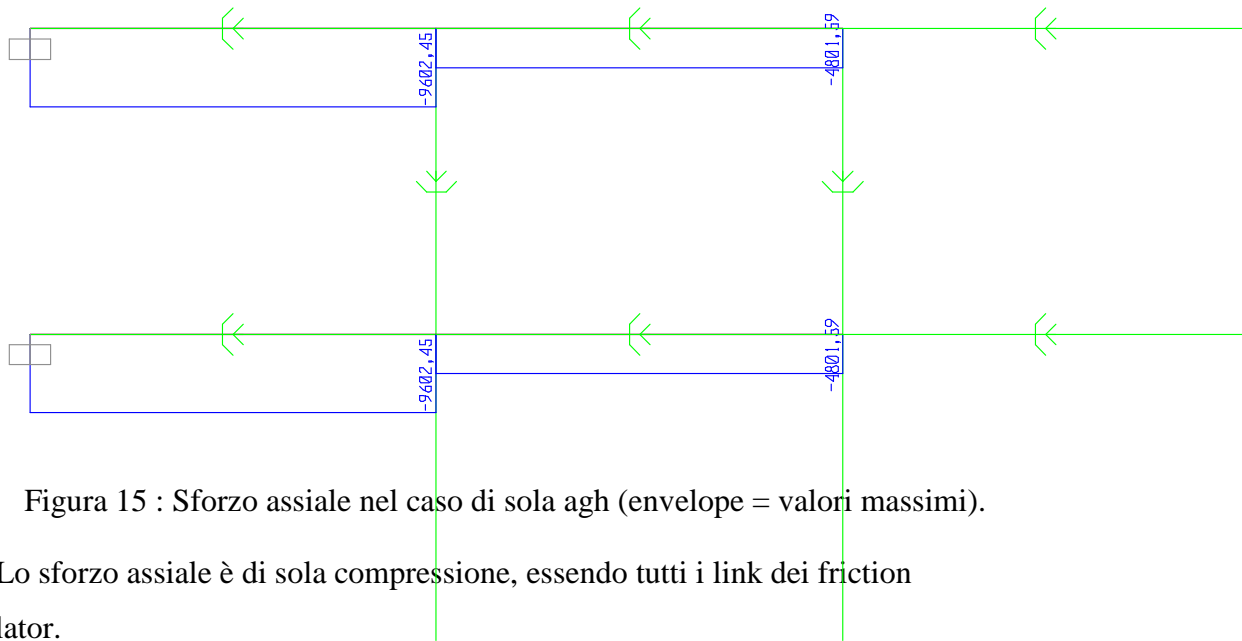 -9602,45
-4801,59
-9602,45
-4801,59
Figura 15 : Sforzo assiale nel caso di sola agh (envelope = valori massimi).
Lo sforzo assiale è di sola compressione, essendo tutti i link dei friction
lator.